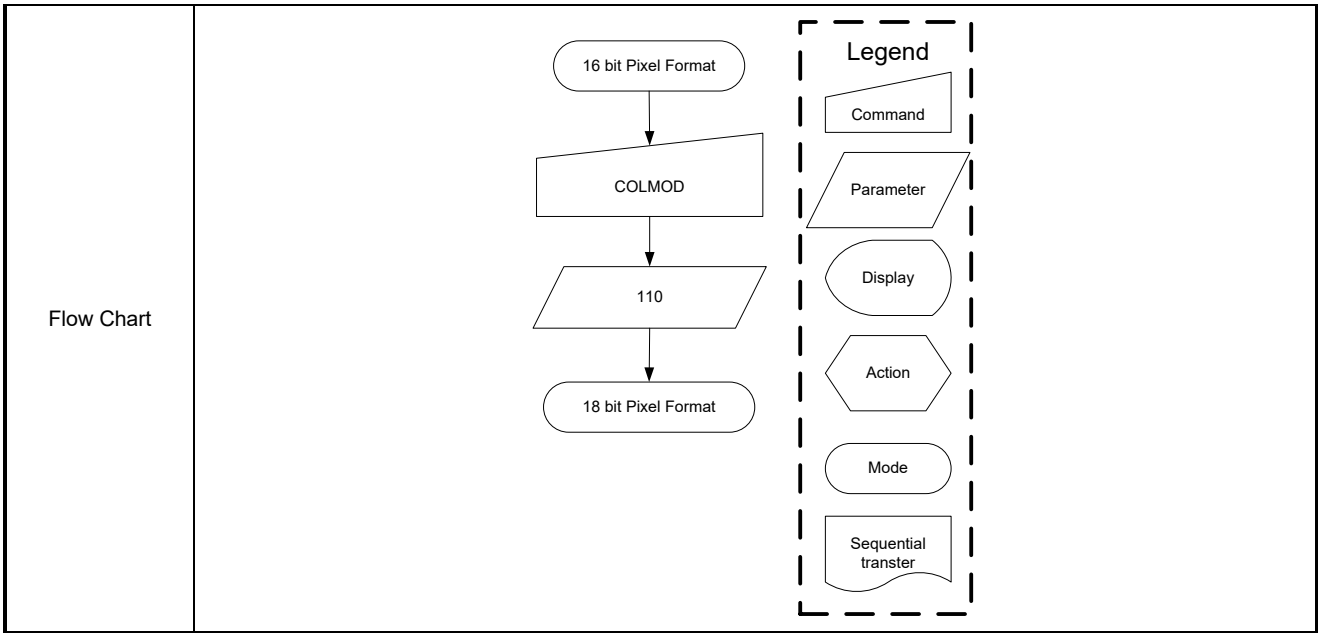 Flow Chart
16 bit Pixel Format
COLMOD
110
18 bit Pixel Format
Legend
Command
Parameter
Display
Action
Mode
Sequential
transter